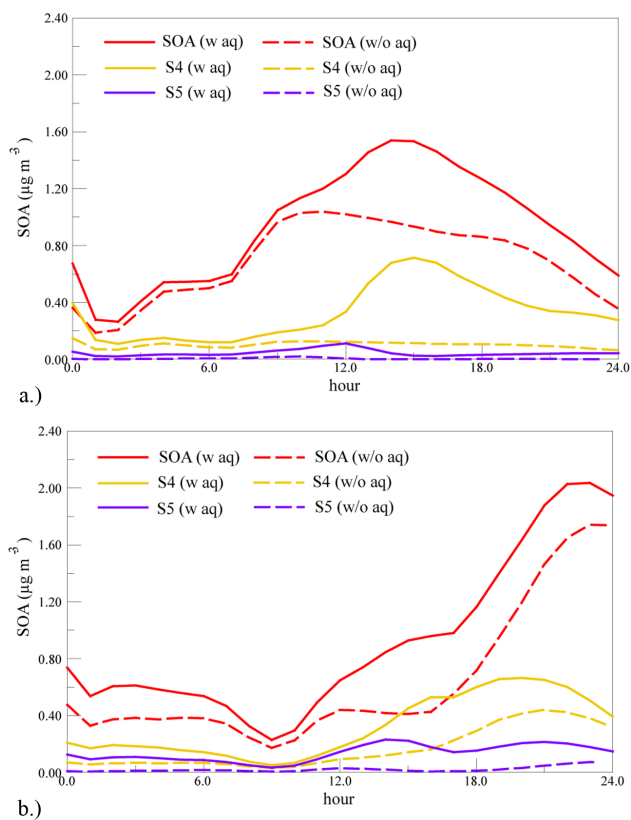 2.40
SOA (w aq) SOA (w/o aq)
2.00
S4 (w aq) S4 (w/o aq)
S5 (w aq) S5 (w/o aq)
1.60
SOA (µg m-3)
1.20
0.80
0.40
0.00
0.0 6.0 12.0 18.0 24.0
hour
a.)
2.40
SOA (w aq) SOA (w/o aq)
2.00
S4 (w aq) S4 (w/o aq)
S5 (w aq) S5 (w/o aq)
1.60
SOA (µg m-3)
1.20
0.80
0.40
0.00
0.0 6.0 12.0 18.0 24.0
hour
b.)